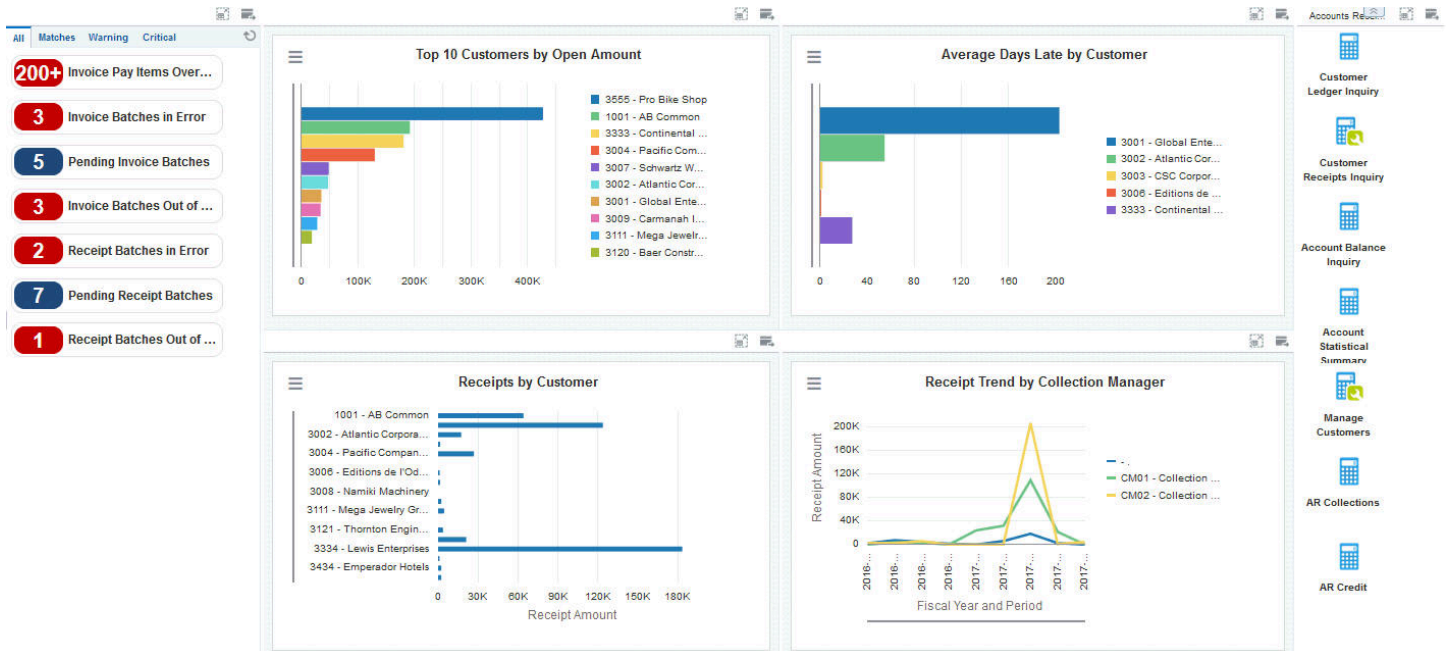 All Matches Warning Critical
200+ Invoice Pay Items Over...
3 Invoice Batches in Error
5 Pending Invoice Batches
3 Invoice Batches Out of ...
2 Receipt Batches in Error
7 Pending Receipt Batches
1 Receipt Batches Out of ...
Top 10 Customers by Open Amount
3555 - Pro Bike Shop
1001 - AB Common
3333 - Continental ...
3004 - Pacific Com...
3007 - Schwartz W...
3002 - Atlantic Cor...
3001 - Global Ente...
3009 - Carmanah I...
3111 - Mega Jewelr...
3120 - Baer Constr...
0 100K 200K 300K 400K
Average Days Late by Customer
3001 - Global Ente...
3002 - Atlantic Cor...
3003 - CSC Corpor...
3006 - Editions de ...
3333 - Continental ...
0 40 80 120 160 200
Receipts by Customer
1001 - AB Common
3002 - Atlantic Corpora...
3004 - Pacific Compan...
3006 - Editions de l'Od...
3008 - Namiki Machinery
3111 - Mega Jewelry Gr...
3121 - Thornton Engin...
3334 - Lewis Enterprises
3434 - Emperador Hotels
0 30K 60K 90K 120K 150K 180K
Receipt Amount
Receipt Trend by Collection Manager
Receipt Amount
200K
160K
120K
80K
40K
0
- .
CM01 - Collection ...
CM02 - Collection ...
2016-... 2016-... 2016-... 2016-... 2017-... 2017-... 2017-... 2017-... 2017-...
Fiscal Year and Period
Accounts Rece...
Customer
Ledger Inquiry
Customer
Receipts Inquiry
Account Balance
Inquiry
Account
Statistical
Summary
Manage
Customers
AR Collections
AR Credit